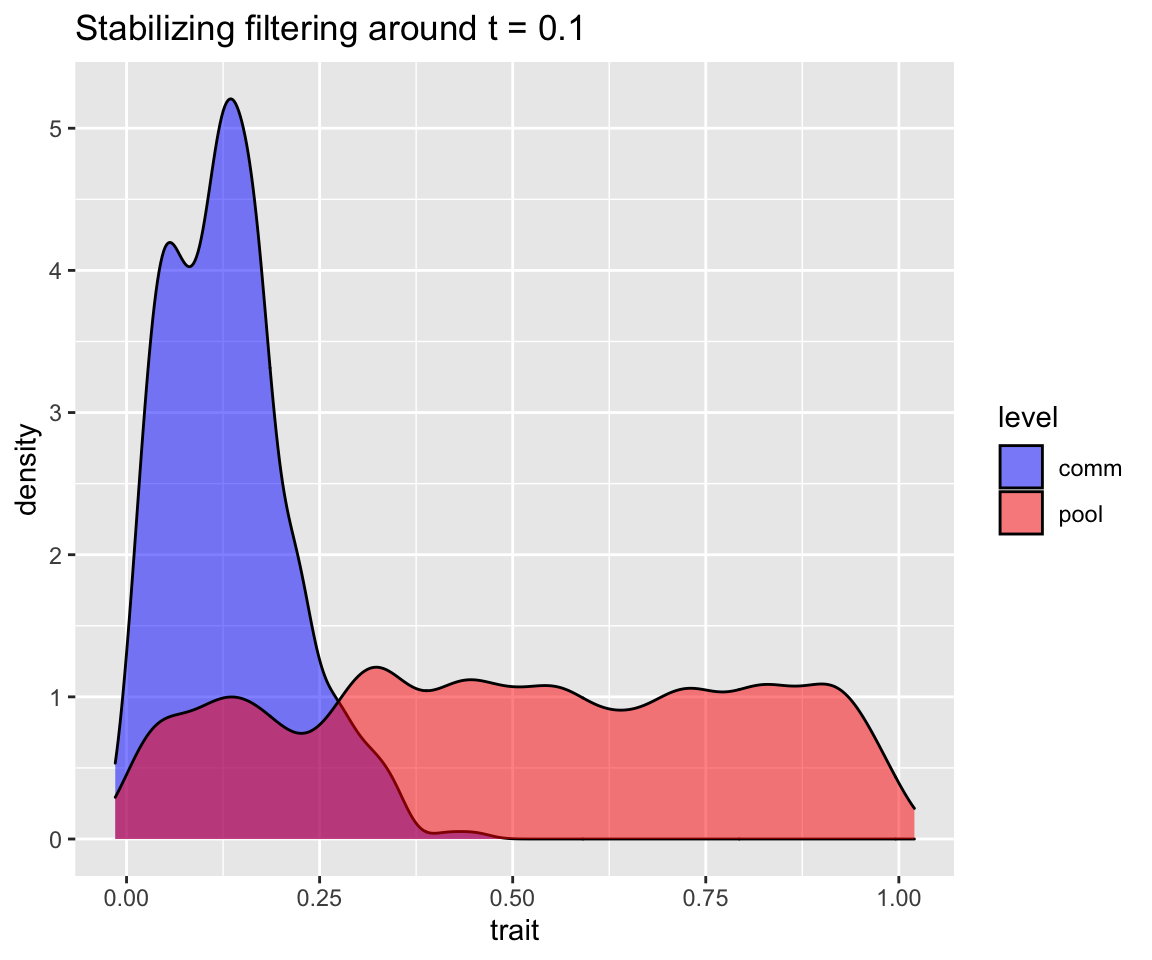 Stabilizing filtering around t = 0.1
5
4
3
2
1
0
density
0.00 0.25 0.50 0.75 1.00
trait
level
comm
pool